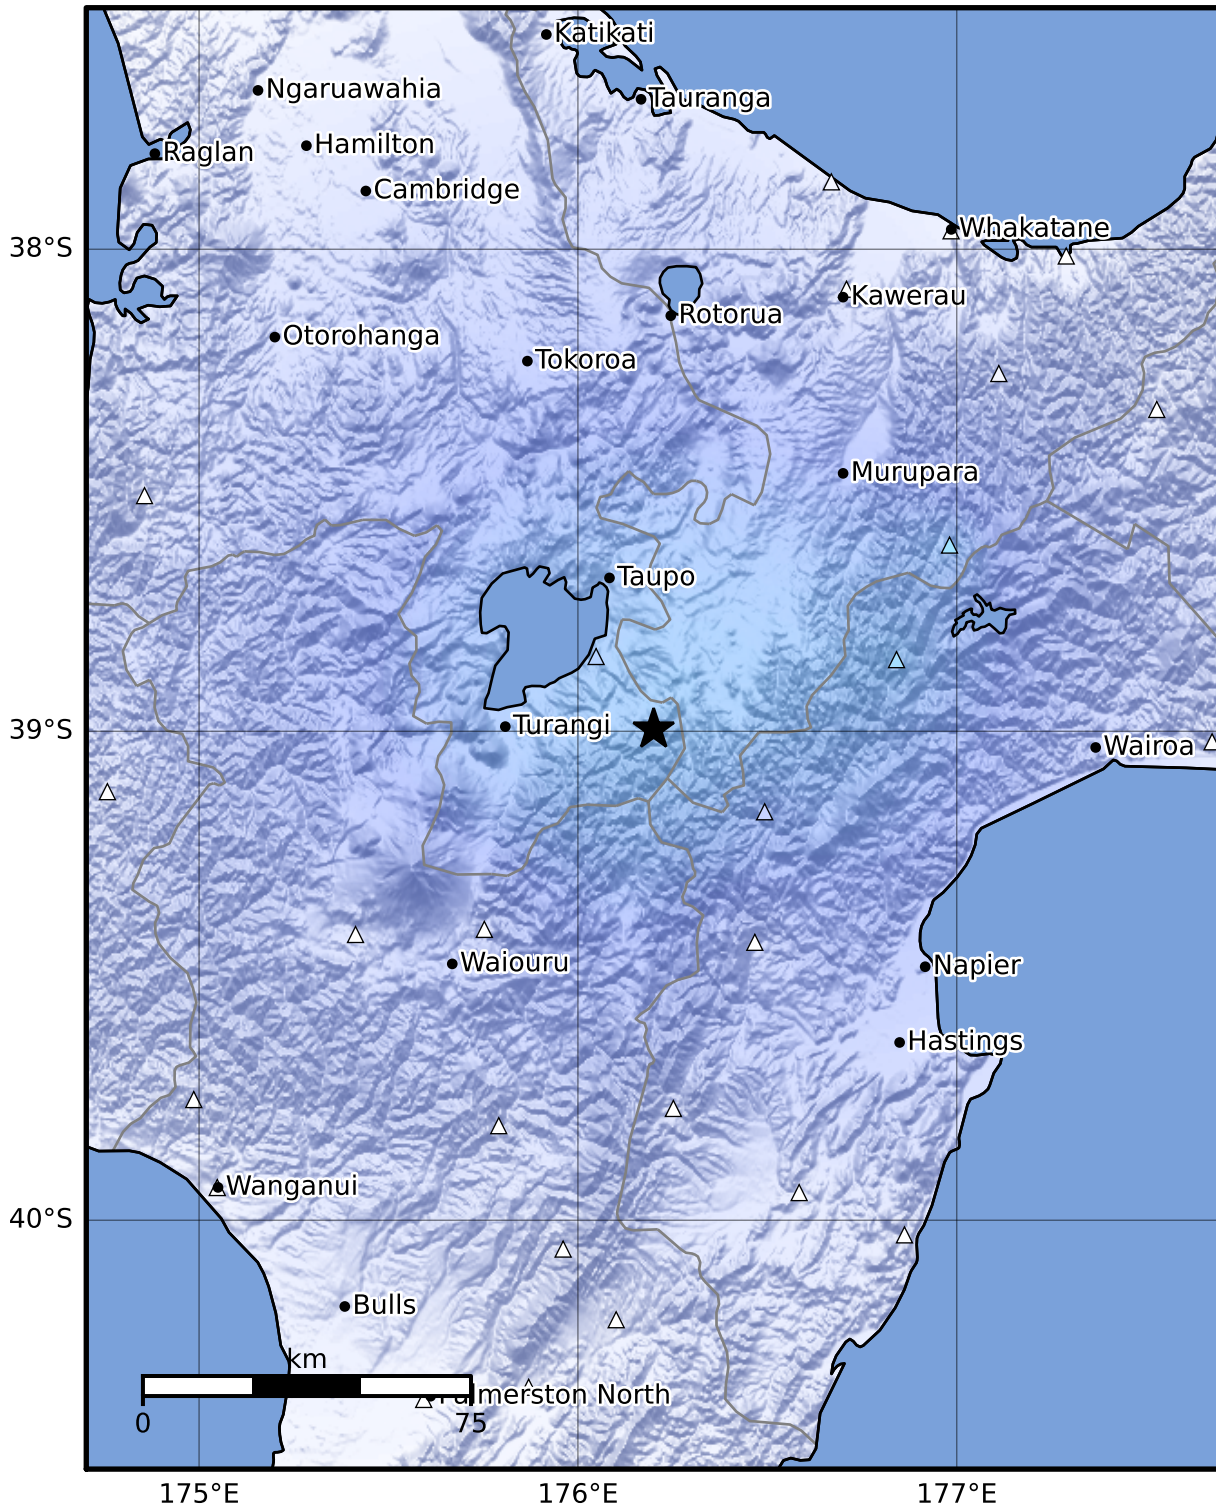 Katikati
Ngaruawahia
Tauranga
Hamilton
Raglan
Cambridge
Whakatane
38°S
Kawerau
Rotorua
Otorohanga
Tokoroa
Murupara
Taupo
Turangi
39°S
Wairoa
Waiouru
Napier
Hastings
Wanganui
40°S
Bulls
km
Palmerston North
0
75
175°E
176°E
177°E